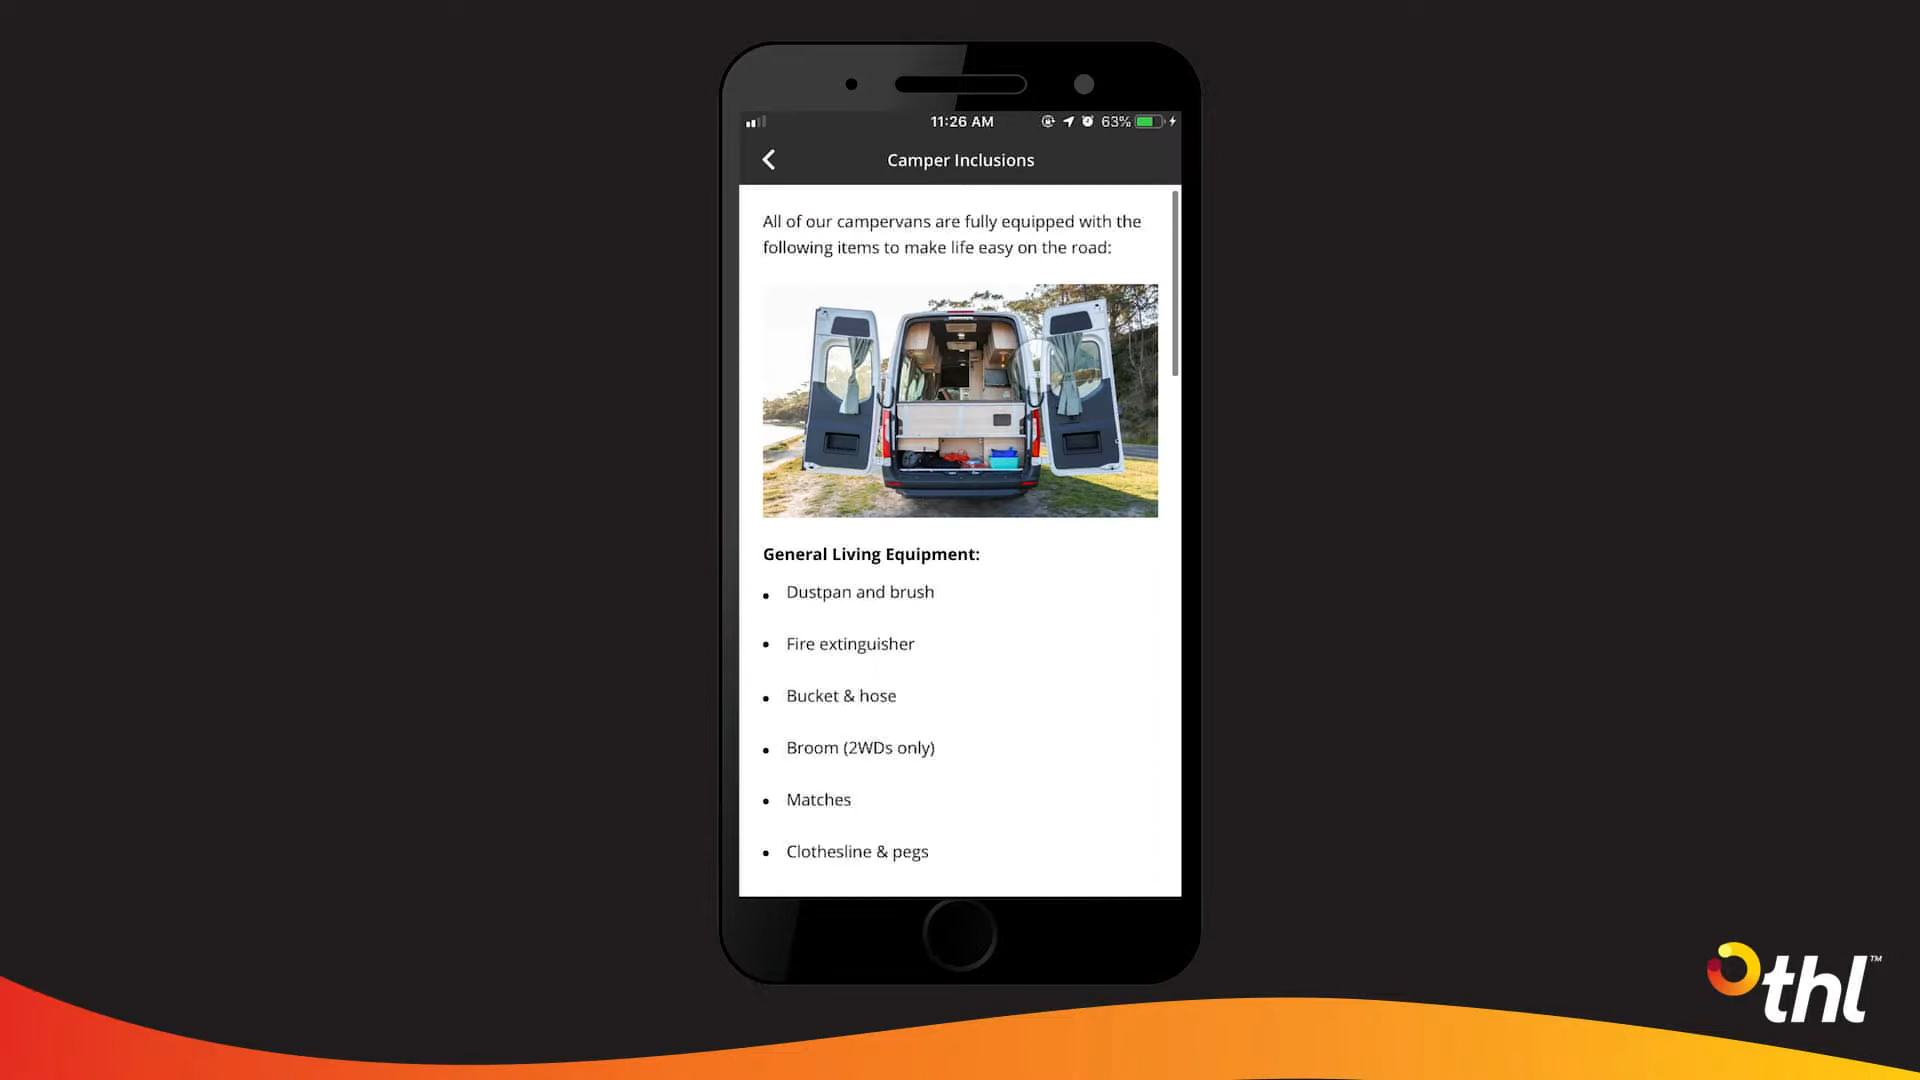 11:26 AM
63%
Camper Inclusions
All of our campervans are fully equipped with the
following items to make life easy on the road:
General Living Equipment:
• Dustpan and brush
• Fire extinguisher
• Bucket & hose
• Broom (2WDs only)
• Matches
• Clothesline & pegs
thl™